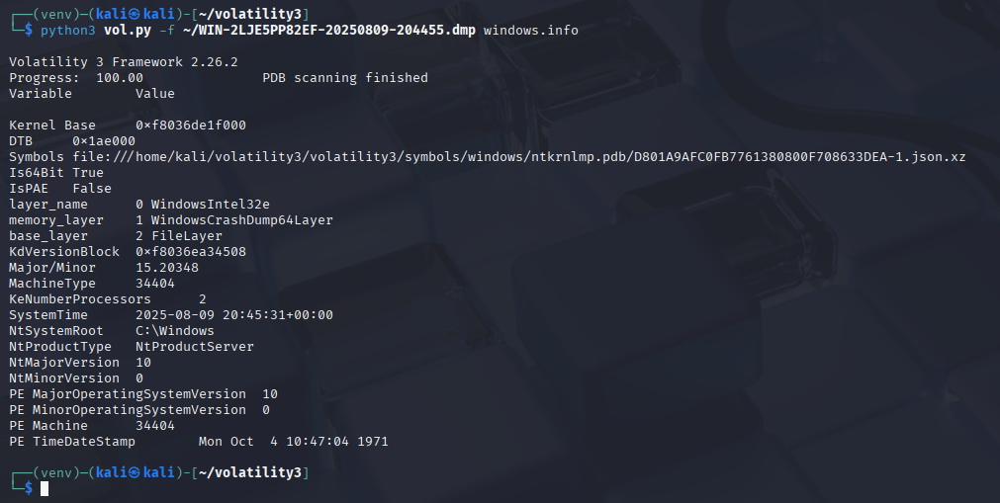 ┌──(venv)─(kali㉿kali)-[~/volatility3]
└─$ python3 vol.py -f ~/WIN-2LJE5PP82EF-20250809-204455.dmp windows.info
Volatility 3 Framework 2.26.2
Progress:  100.00               PDB scanning finished
Variable        Value
Kernel Base     0×f8036de1f000
DTB     0×1ae000
Symbols file:///home/kali/volatility3/volatility3/symbols/windows/ntkrnlmp.pdb/D801A9AFC0FB7761380800F708633DEA-1.json.xz
Is64Bit True
IsPAE   False
layer_name      0 WindowsIntel32e
memory_layer    1 WindowsCrashDump64Layer
base_layer      2 FileLayer
KdVersionBlock  0×f8036ea34508
Major/Minor     15.20348
MachineType     34404
KeNumberProcessors      2
SystemTime      2025-08-09 20:45:31+00:00
NtSystemRoot    C:\Windows
NtProductType   NtProductServer
NtMajorVersion  10
NtMinorVersion  0
PE MajorOperatingSystemVersion  10
PE MinorOperatingSystemVersion  0
PE Machine      34404
PE TimeDateStamp        Mon Oct  4 10:47:04 1971
┌──(venv)─(kali㉿kali)-[~/volatility3]
└─$